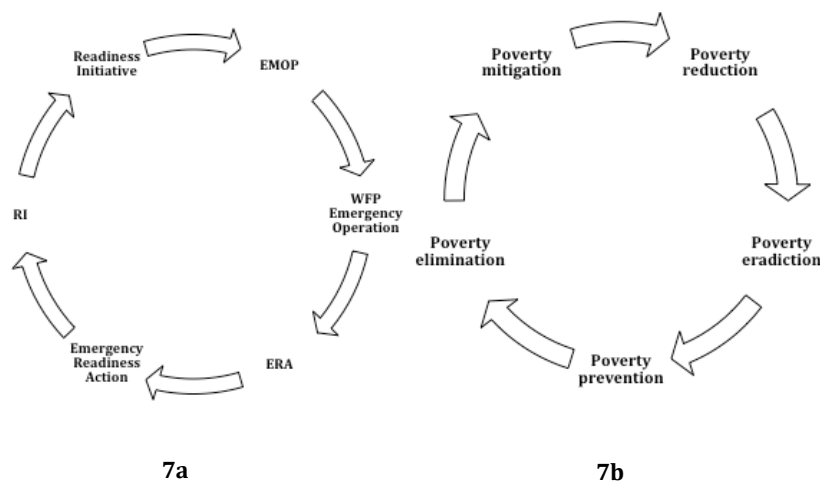 Readiness
Initiative
EMOP
WFP
Emergency
Operation
ERA
Emergency
Readiness
Action
RI
Poverty
mitigation
Poverty
reduction
Poverty
eradiction
Poverty
prevention
Poverty
elimination
7a
7b